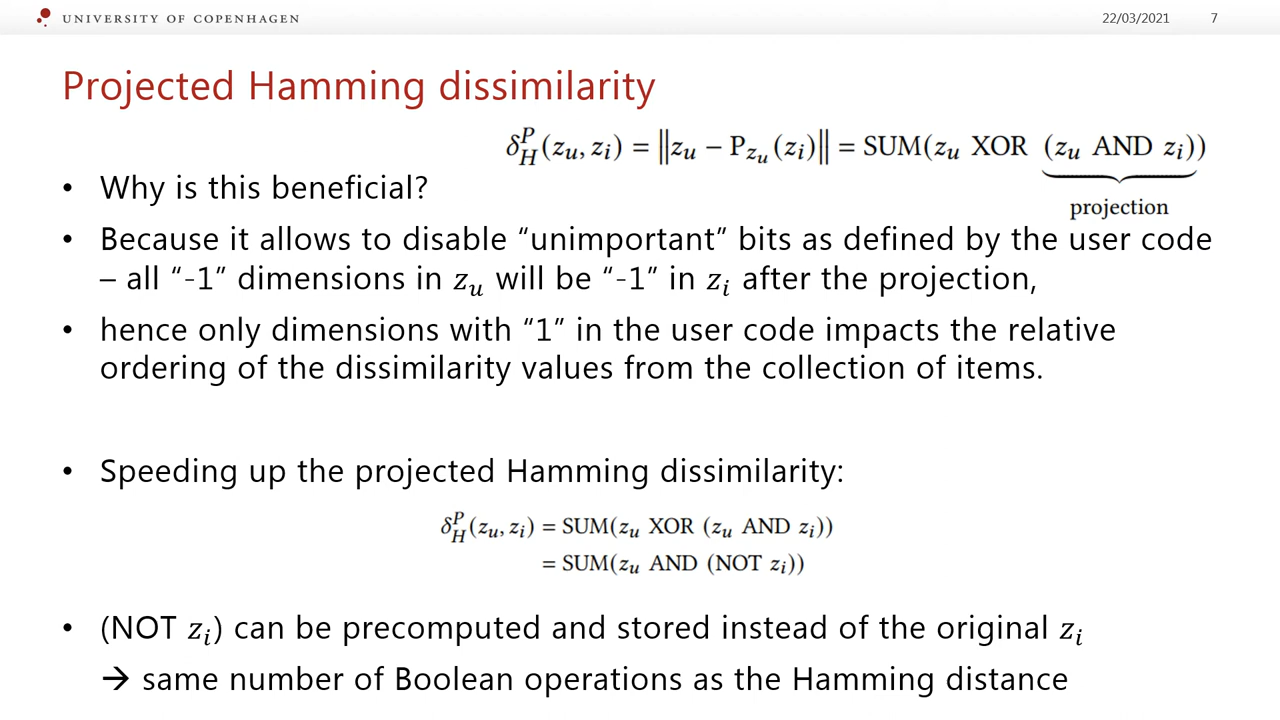 UNIVERSITY OF COPENHAGEN
22/03/2021 7
Projected Hamming dissimilarity
δ_H^P(z_u, z_i) = ‖z_u − P_{z_u}(z_i)‖ = SUM(z_u XOR (z_u AND z_i))
projection
• Why is this beneficial?
• Because it allows to disable “unimportant” bits as defined by the user code
– all “-1” dimensions in z_u will be “-1” in z_i after the projection,
• hence only dimensions with “1” in the user code impacts the relative
ordering of the dissimilarity values from the collection of items.
• Speeding up the projected Hamming dissimilarity:
δ_H^P(z_u, z_i) = SUM(z_u XOR (z_u AND z_i))
= SUM(z_u AND (NOT z_i))
• (NOT z_i) can be precomputed and stored instead of the original z_i
→ same number of Boolean operations as the Hamming distance